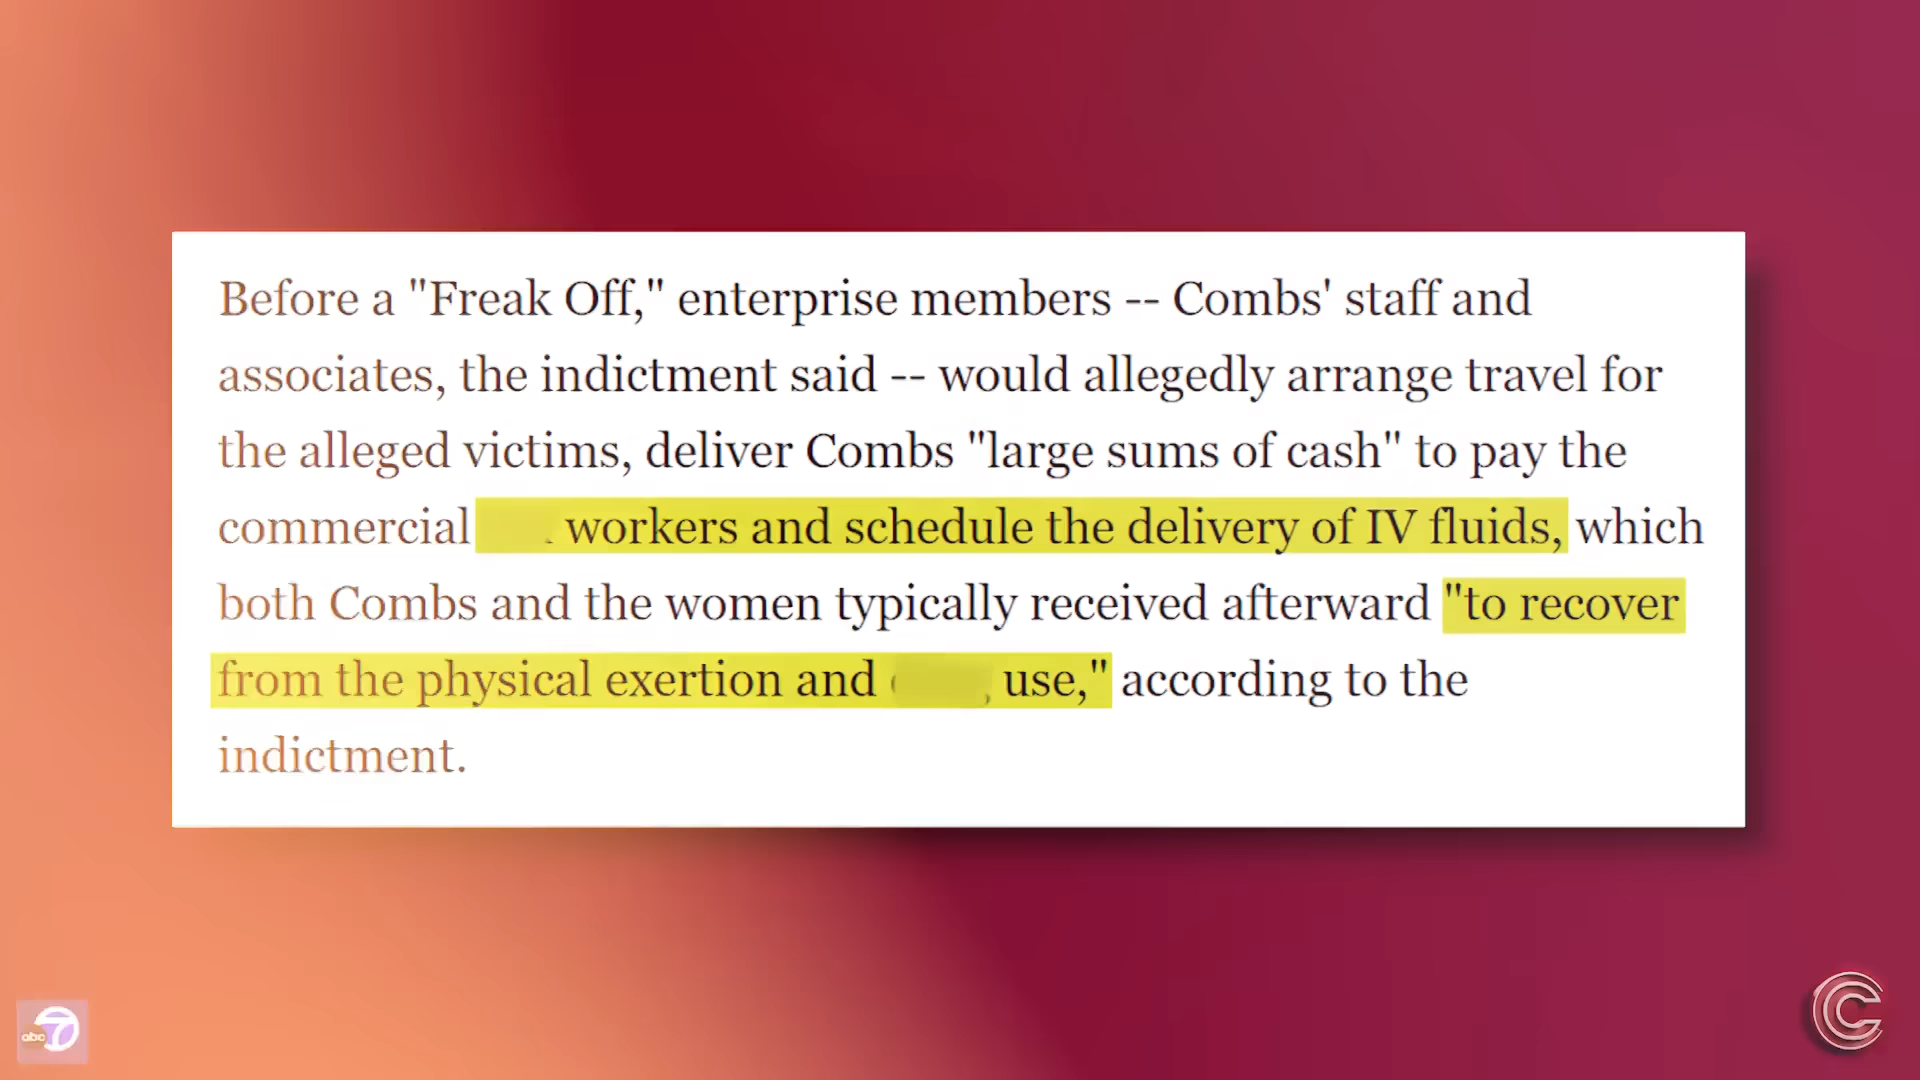 Before a "Freak Off," enterprise members -- Combs' staff and
associates, the indictment said -- would allegedly arrange travel for
the alleged victims, deliver Combs "large sums of cash" to pay the
commercial workers and schedule the delivery of IV fluids, which
both Combs and the women typically received afterward "to recover
from the physical exertion and use," according to the
indictment.
abc 7
C